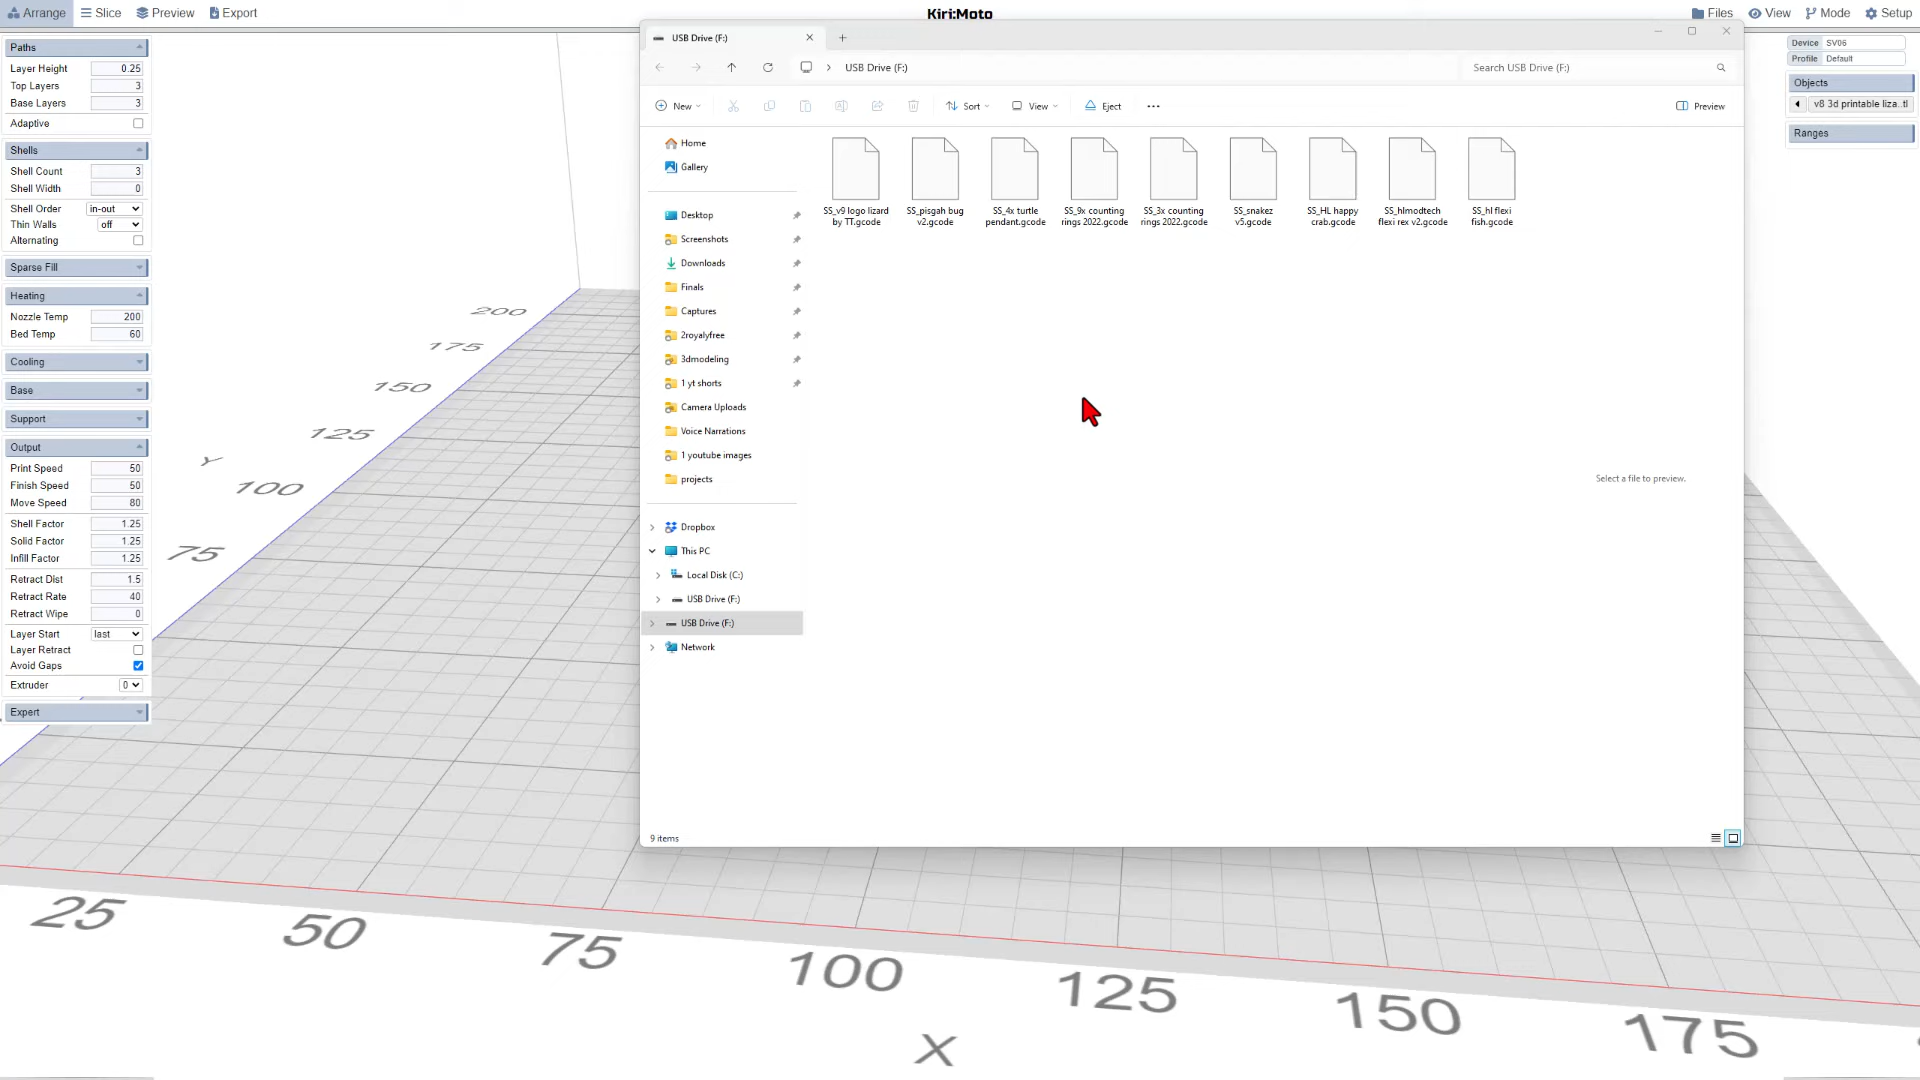 Arrange Slice Preview Export
Kiri:Moto
Files View Mode Setup
Paths
Layer Height 0.25
Top Layers 3
Base Layers 3
Adaptive
Shells
Shell Count 3
Shell Width 0
Shell Order in-out
Thin Walls off
Alternating
Sparse Fill
Heating
Nozzle Temp 200
Bed Temp 60
Cooling
Base
Support
Output
Print Speed 50
Finish Speed 50
Move Speed 80
Shell Factor 1.25
Solid Factor 1.25
Infill Factor 1.25
Retract Dist 1.5
Retract Rate 40
Retract Wipe 0
Layer Start last
Layer Retract
Avoid Gaps
Extruder 0
Expert
200
175
150
125
Y
100
75
25
50
75
100
125
150
175
X
USB Drive (F:)
USB Drive (F:)
Search USB Drive (F:)
New Sort View Eject ... Preview
Home
Gallery
Desktop
Screenshots
Downloads
Finals
Captures
2royalyfree
3dmodeling
1 yt shorts
Camera Uploads
Voice Narrations
1 youtube images
projects
Dropbox
This PC
Local Disk (C:)
USB Drive (F:)
USB Drive (F:)
Network
SS_v9 logo lizard
by TT.gcode
SS_pisgah bug
v2.gcode
SS_4x turtle
pendant.gcode
SS_9x counting
rings 2022.gcode
SS_3x counting
rings 2022.gcode
SS_snakez
v5.gcode
SS_HL happy
crab.gcode
SS_hlmodtech
flexi rex v2.gcode
SS_hl flexi
fish.gcode
Select a file to preview.
9 items
Device SV06
Profile Default
Objects
v8 3d printable liza..tl
Ranges